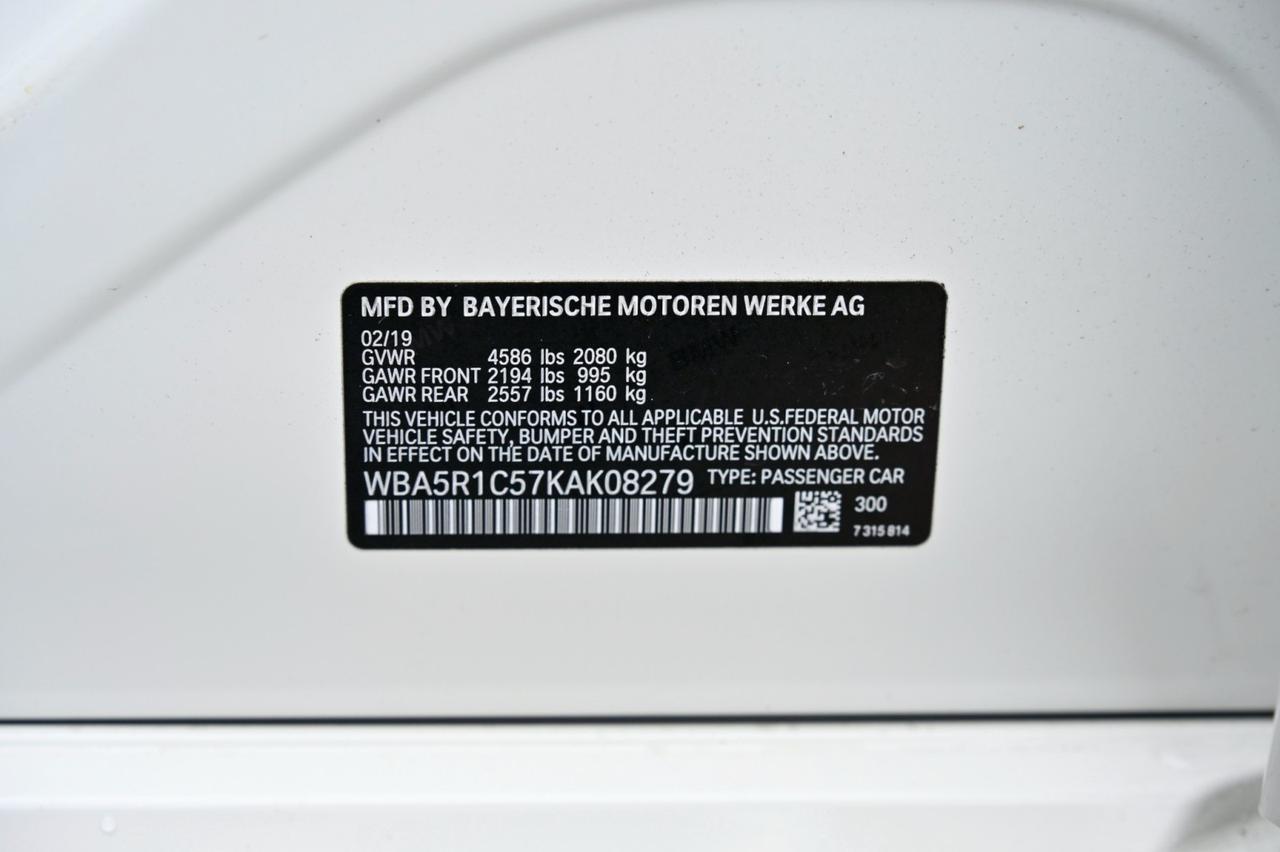 MFD BY BAYERISCHE MOTOREN WERKE AG
02/19
GVWR 4586 lbs 2080 kg
GAWR FRONT 2194 lbs 995 kg
GAWR REAR 2557 lbs 1160 kg
THIS VEHICLE CONFORMS TO ALL APPLICABLE U.S.FEDERAL MOTOR
VEHICLE SAFETY, BUMPER AND THEFT PREVENTION STANDARDS
IN EFFECT ON THE DATE OF MANUFACTURE SHOWN ABOVE.
WBA5R1C57KAK08279 TYPE: PASSENGER CAR
300
7 315 814